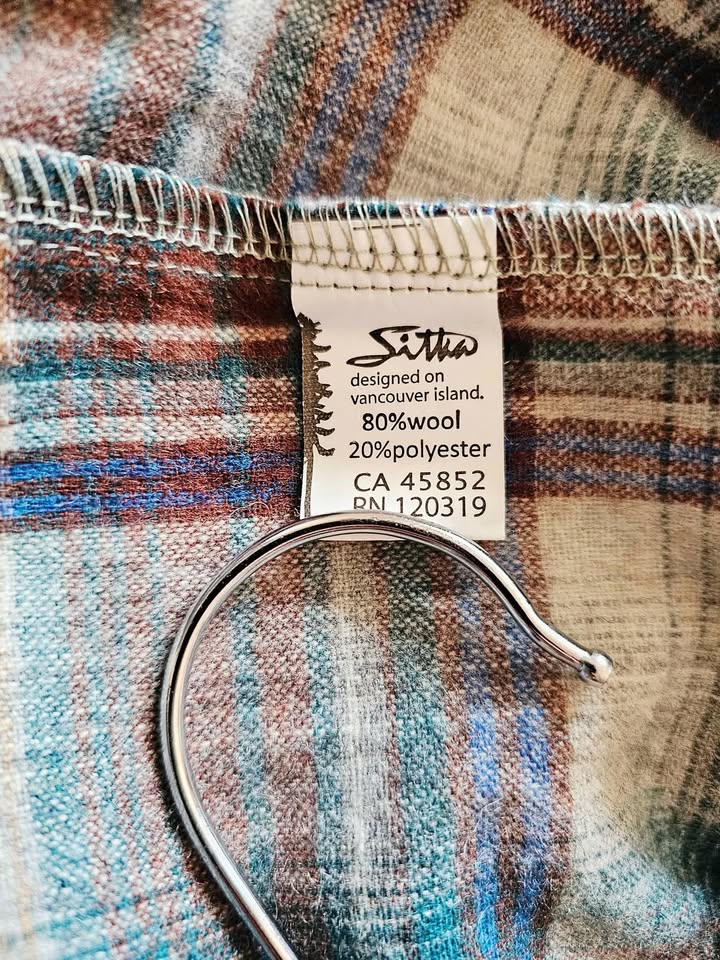 Sitka
designed on
vancouver island.
80%wool
20%polyester
CA 45852
RN 120319